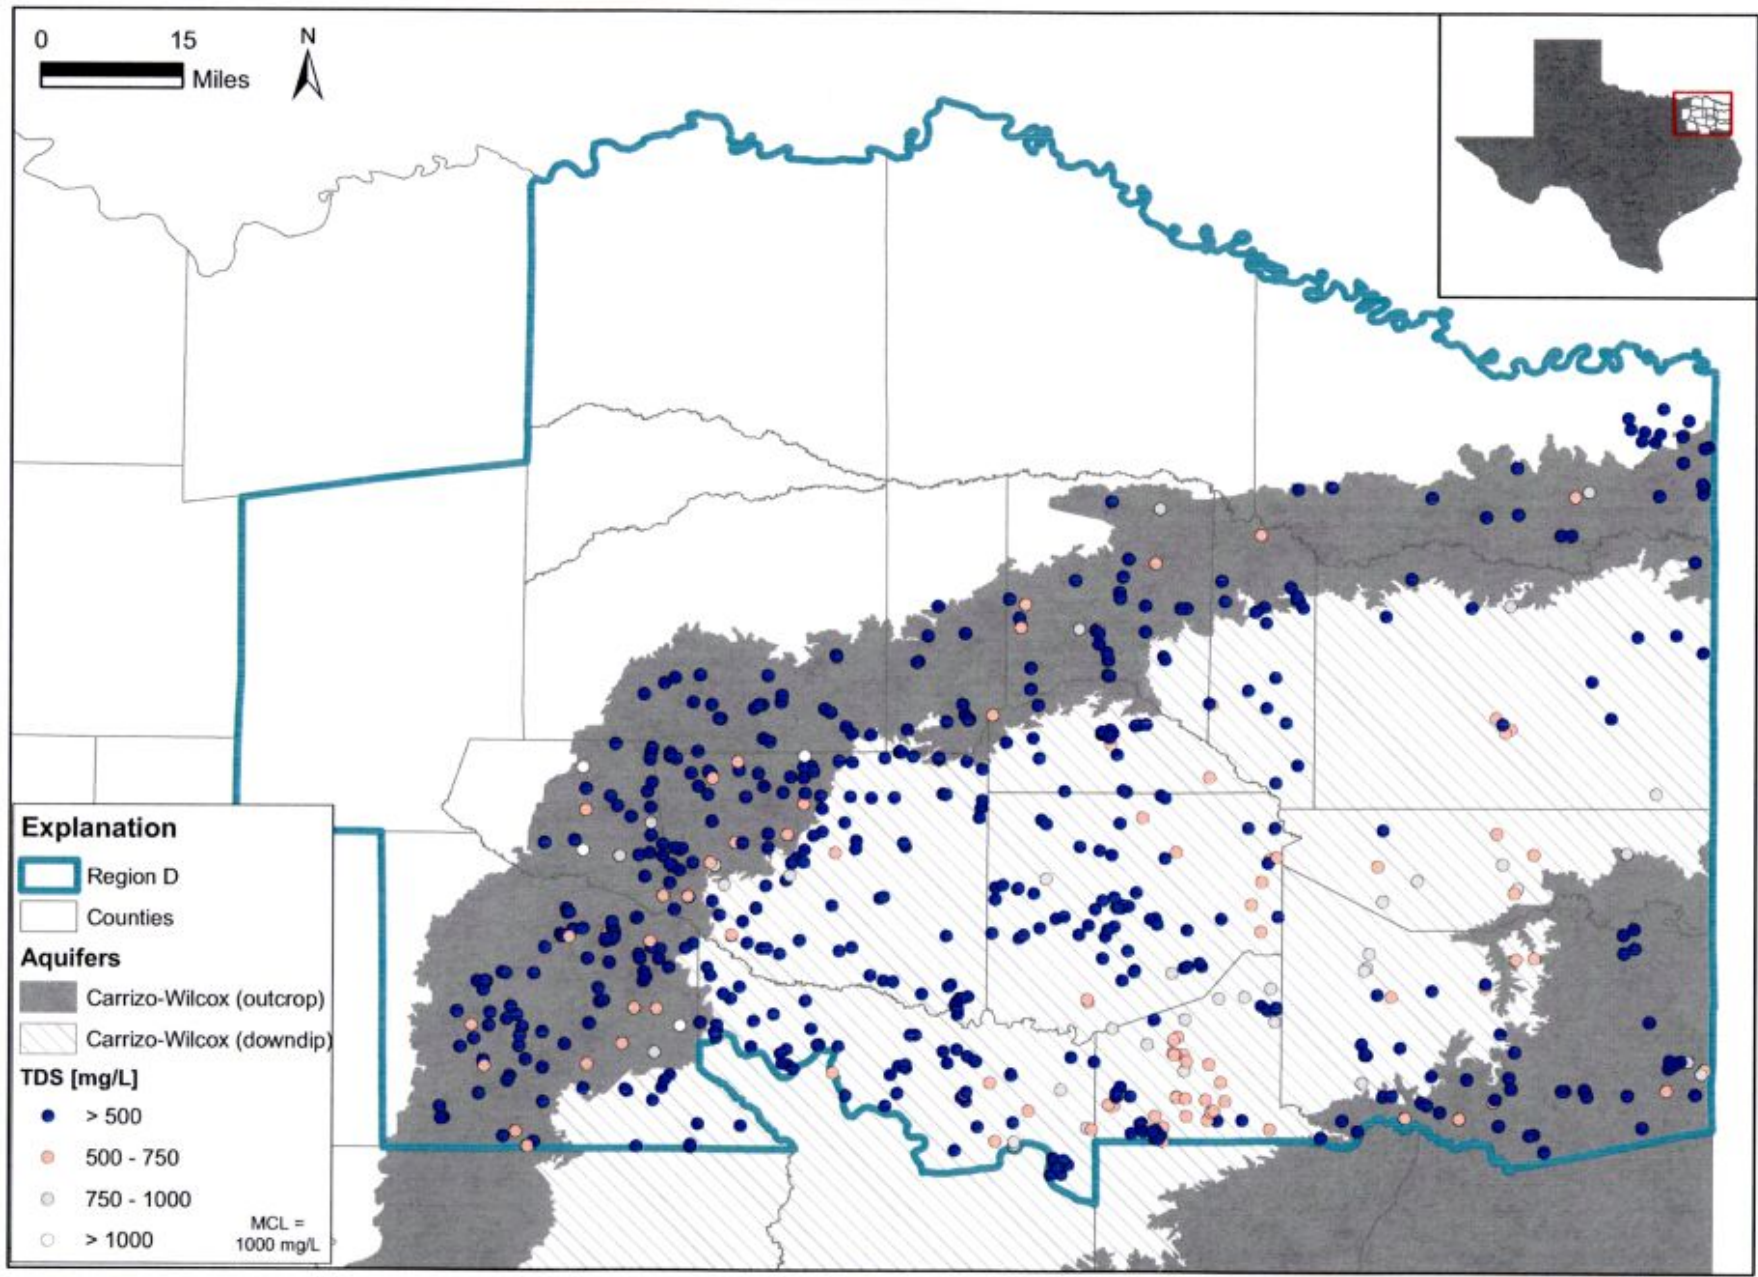 0 15
Miles
N
Explanation
Region D
Counties
Aquifers
Carrizo-Wilcox (outcrop)
Carrizo-Wilcox (downdip)
TDS [mg/L]
> 500
500 - 750
750 - 1000
> 1000
MCL =
1000 mg/L